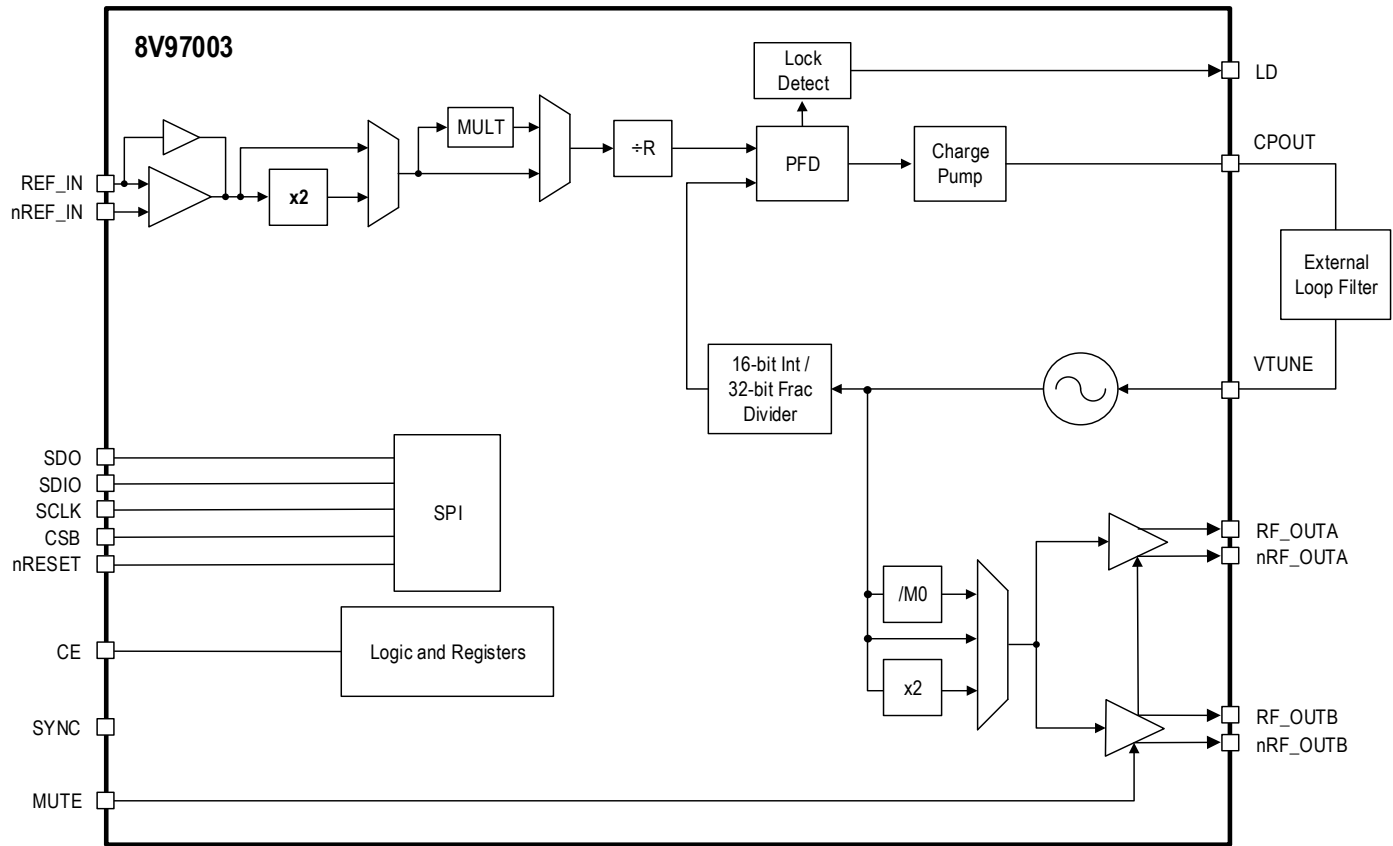 8V97003
Lock
Detect
LD
MULT
÷R
PFD
Charge
Pump
CPOUT
REF_IN
nREF_IN
x2
External
Loop Filter
16-bit Int /
32-bit Frac
Divider
VTUNE
SDO
SDIO
SCLK
CSB
nRESET
SPI
RF_OUTA
nRF_OUTA
/M0
CE
Logic and Registers
x2
SYNC
RF_OUTB
nRF_OUTB
MUTE